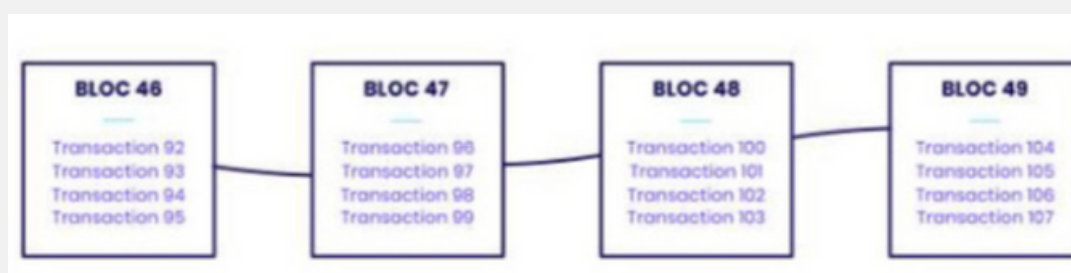 BLOC 46
Transaction 92
Transaction 93
Transaction 94
Transaction 95
BLOC 47
Transaction 96
Transaction 97
Transaction 98
Transaction 99
BLOC 48
Transaction 100
Transaction 101
Transaction 102
Transaction 103
BLOC 49
Transaction 104
Transaction 105
Transaction 106
Transaction 107